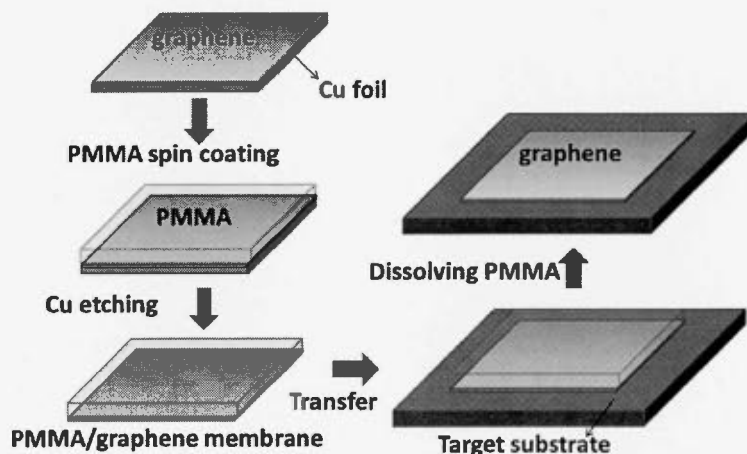 graphene
Cu foil
PMMA spin coating
PMMA
Cu etching
PMMA/graphene membrane
Transfer
Target substrate
Dissolving PMMA
graphene